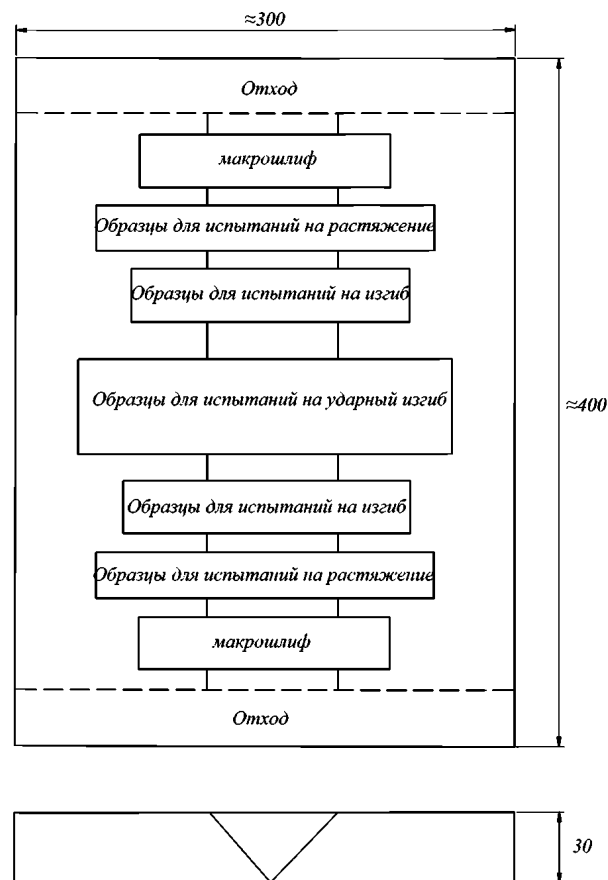 ≈300
Отход
макрошлиф
Образцы для испытаний на растяжение
Образцы для испытаний на изгиб
Образцы для испытаний на ударный изгиб
≈400
Образцы для испытаний на изгиб
Образцы для испытаний на растяжение
макрошлиф
Отход
30